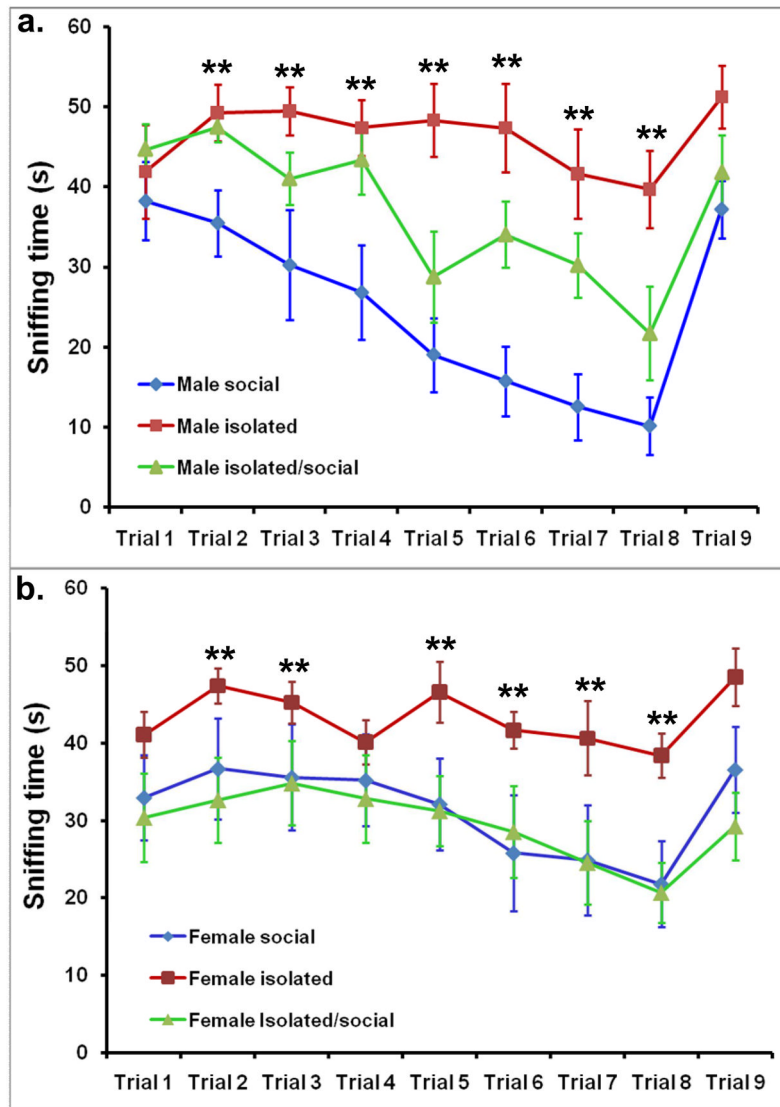 a.
60
50
40
30
20
10
0
Sniffing time (s)
** ** ** ** ** ** **
Male social
Male isolated
Male isolated/social
Trial 1 Trial 2 Trial 3 Trial 4 Trial 5 Trial 6 Trial 7 Trial 8 Trial 9
b.
60
50
40
30
20
10
0
Sniffing time (s)
** ** ** ** ** **
Female social
Female isolated
Female Isolated/social
Trial 1 Trial 2 Trial 3 Trial 4 Trial 5 Trial 6 Trial 7 Trial 8 Trial 9